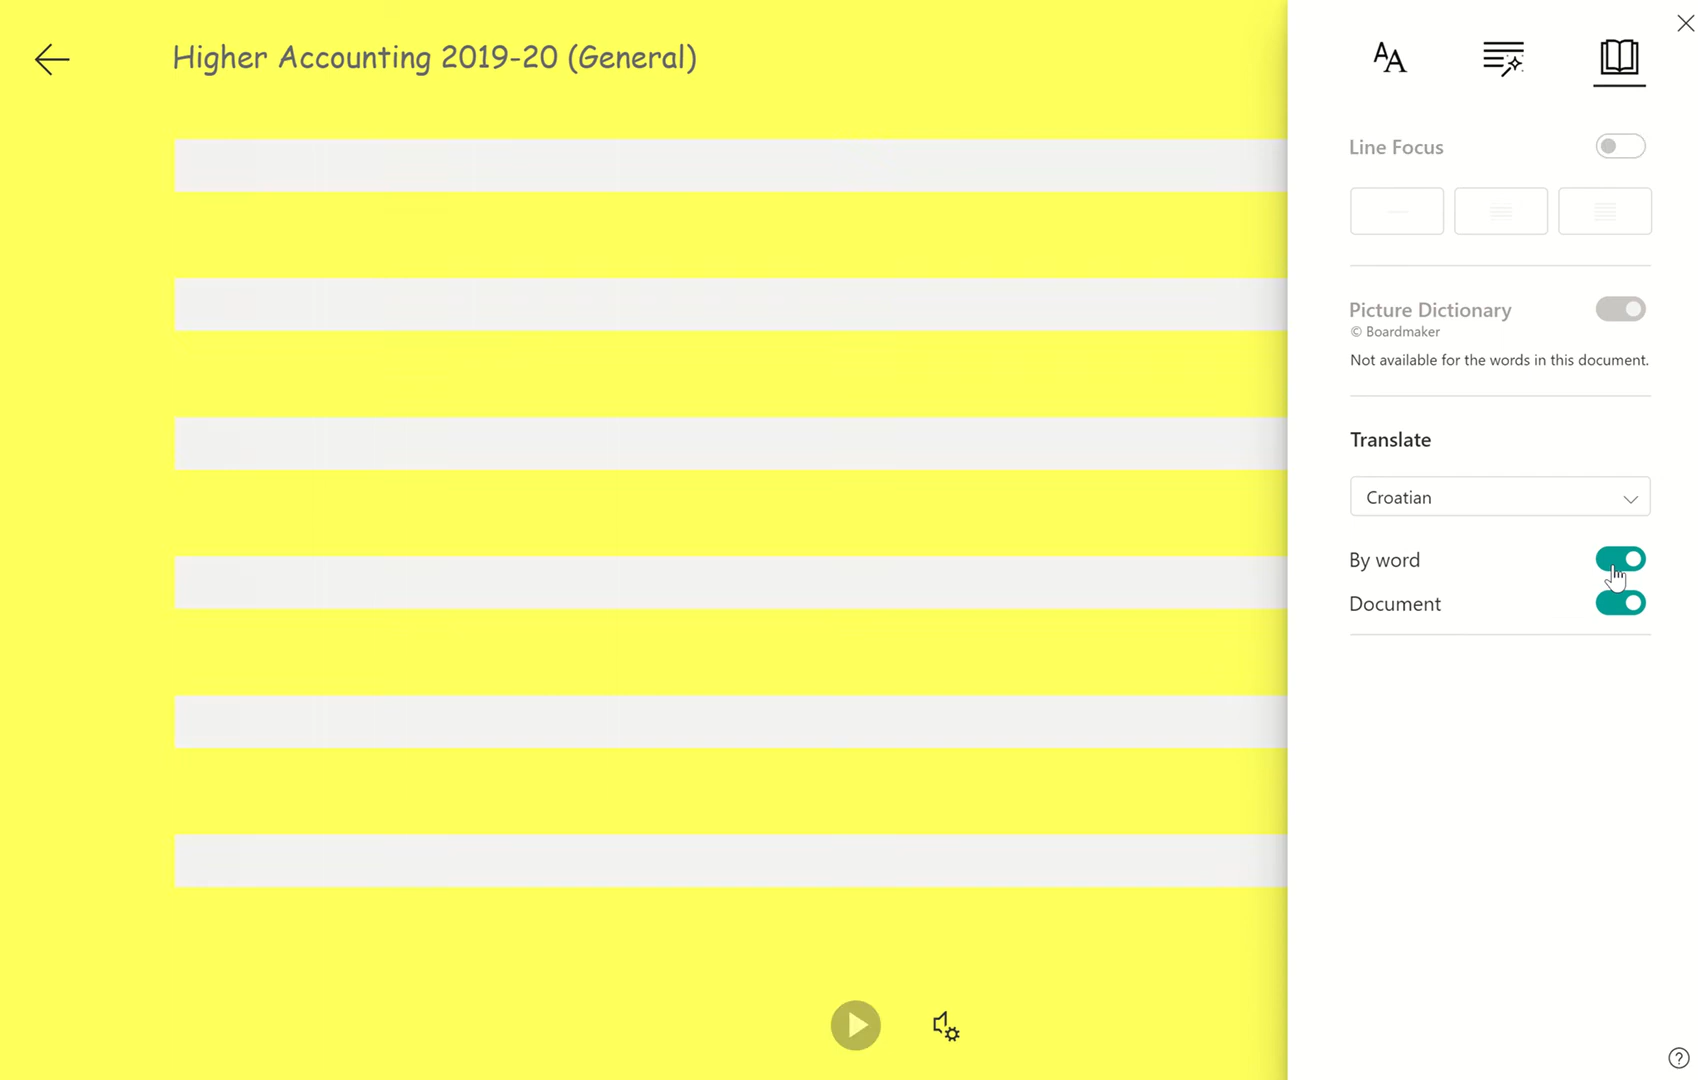 Higher Accounting 2019-20 (General)
AA
Line Focus
Picture Dictionary
© Boardmaker
Not available for the words in this document.
Translate
Croatian
By word
Document
?